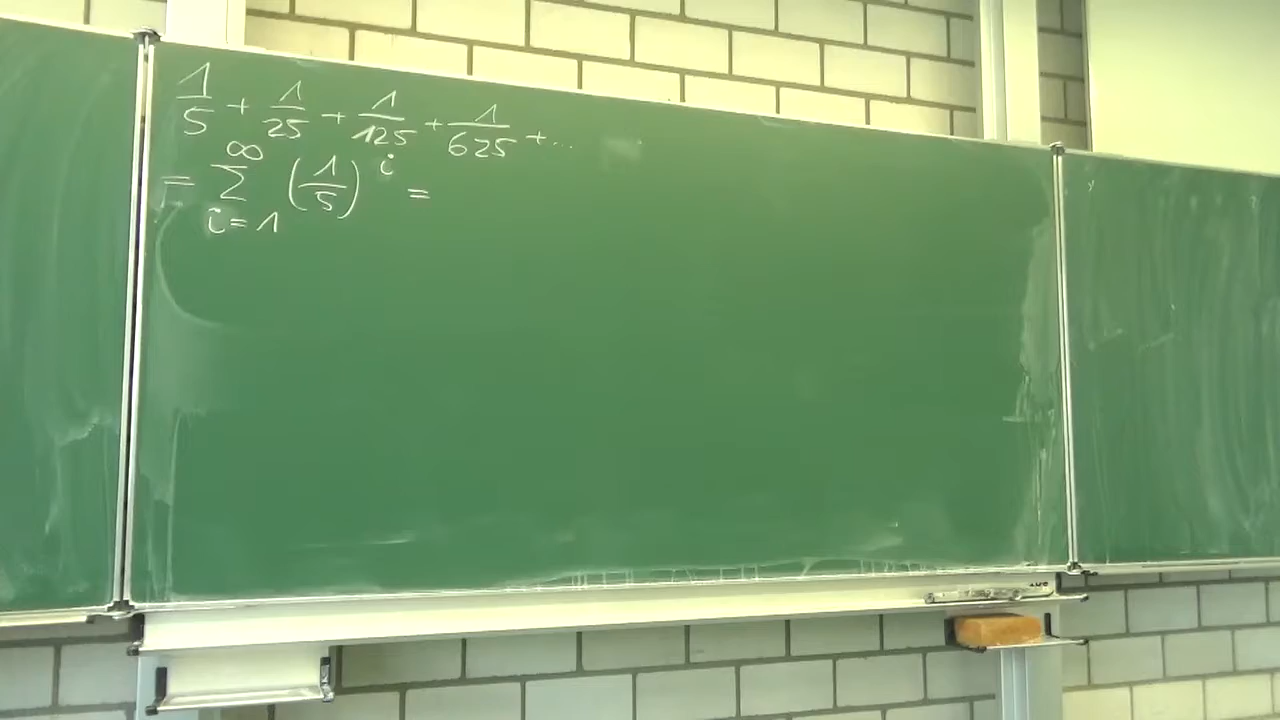 1/5 + 1/25 + 1/125 + 1/625 + ...
= ∑_{i=1}^{∞} (1/5)^i =